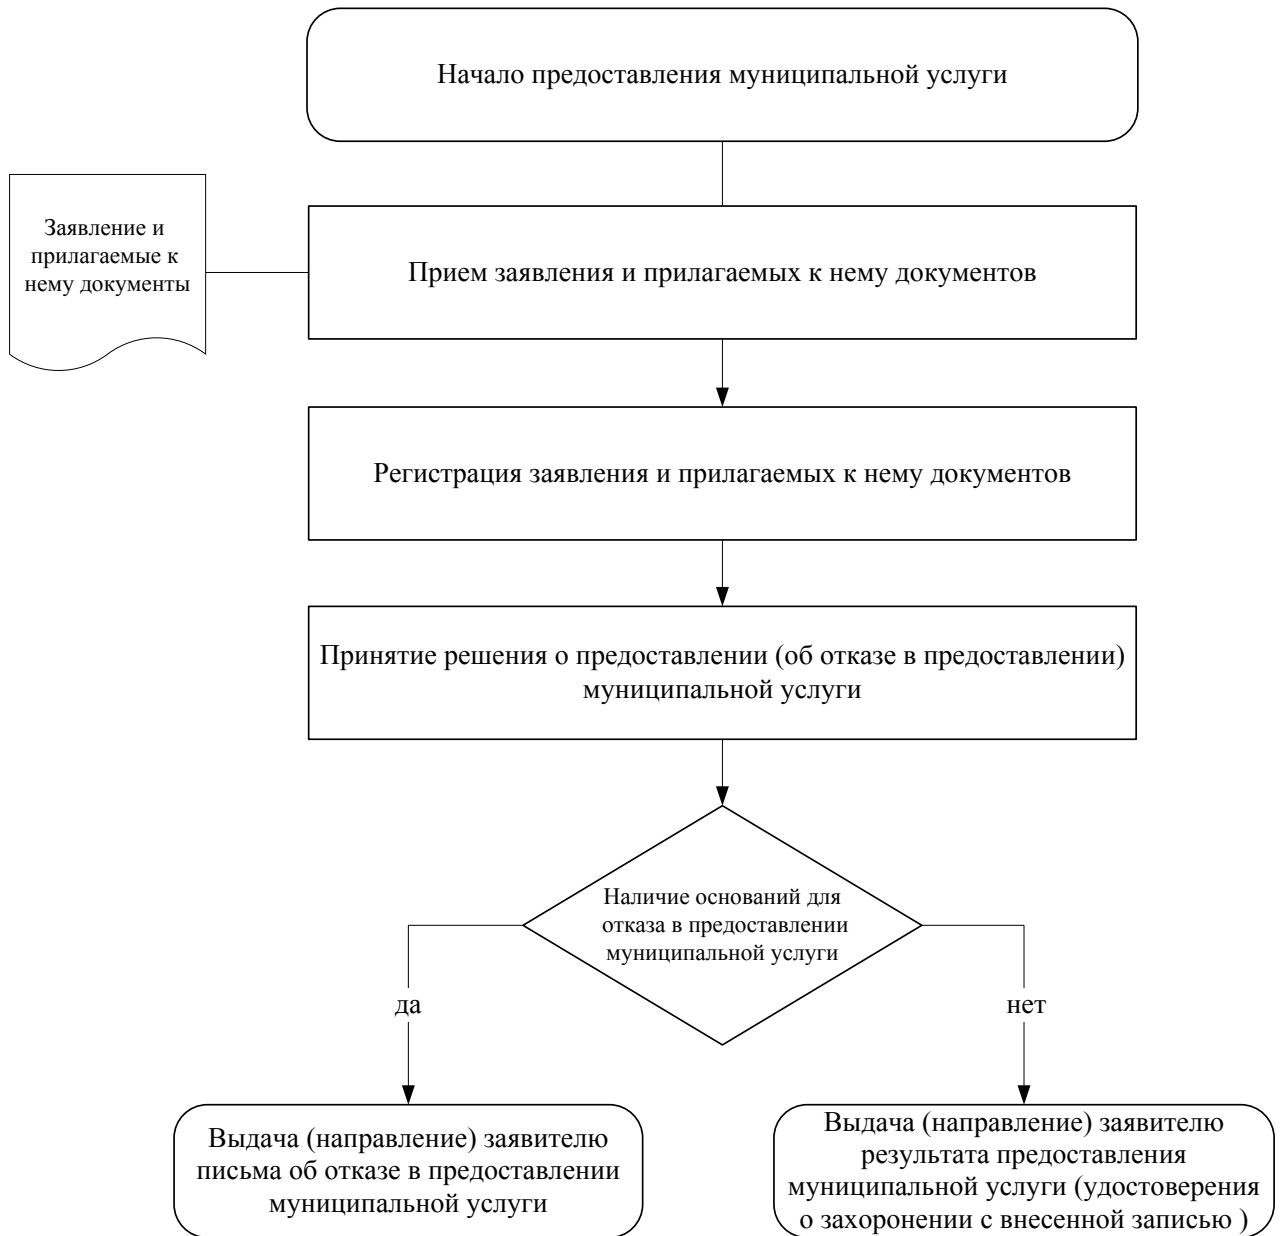 Начало предоставления муниципальной услуги
Заявление и
прилагаемые к
нему документы
Прием заявления и прилагаемых к нему документов
Регистрация заявления и прилагаемых к нему документов
Принятие решения о предоставлении (об отказе в предоставлении)
муниципальной услуги
Наличие оснований для
отказа в предоставлении
муниципальной услуги
да
нет
Выдача (направление) заявителю
письма об отказе в предоставлении
муниципальной услуги
Выдача (направление) заявителю
результата предоставления
муниципальной услуги (удостоверения
о захоронении с внесенной записью )